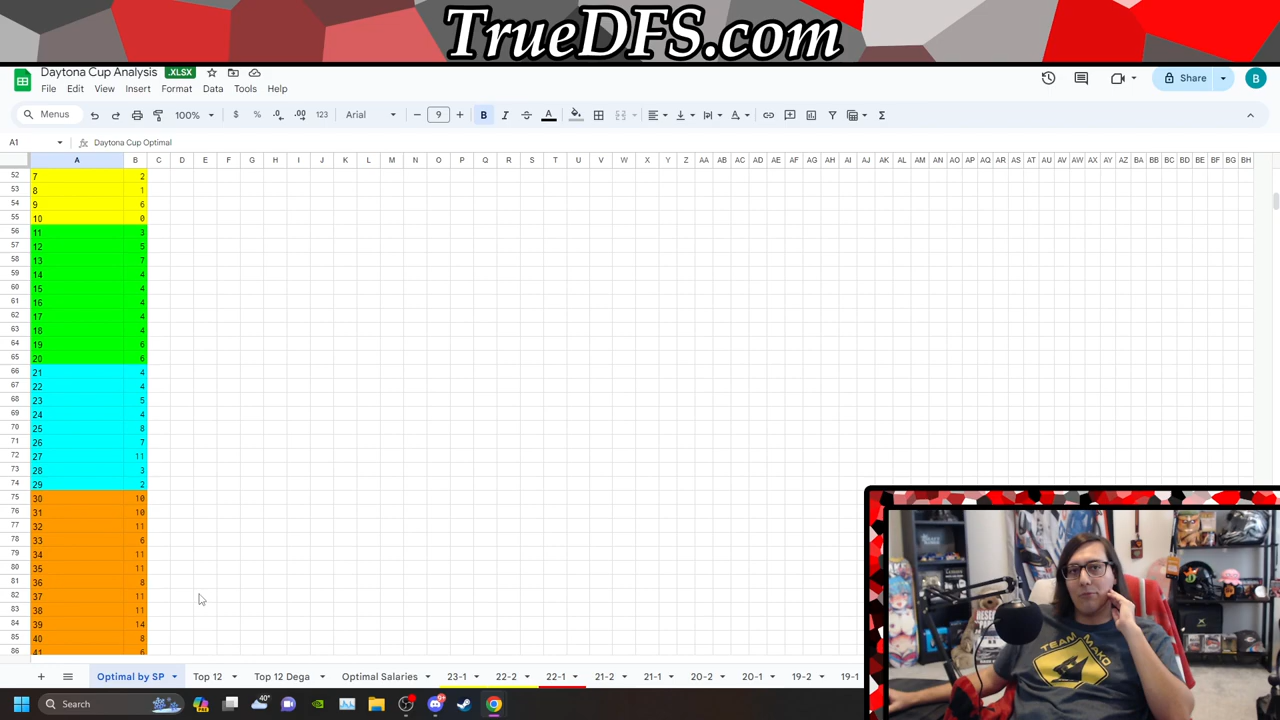 TrueDFS.com
Daytona Cup Analysis .XLSX
Share
B
File Edit View Insert Format Data Tools Help
Menus 100% $ % .0 .00 123 Arial 9 B I A
A1 fx Daytona Cup Optimal
A B C D E F G H I J K L M N O P Q R S T U V W X Y Z AA AB AC AD AE AF AG AH AI AJ AK AL AM AN AO AP AQ AR AS AT AU AV AW AX AY AZ BA BB BC BD BE BF BG BH
52 7 2
53 8 1
54 9 6
55 10 0
56 11 3
57 12 5
58 13 7
59 14 4
60 15 4
61 16 4
62 17 4
63 18 4
64 19 6
65 20 6
66 21 4
67 22 4
68 23 5
69 24 4
70 25 8
71 26 7
72 27 11
73 28 3
74 29 2
75 30 10
76 31 10
77 32 11
78 33 6
79 34 11
80 35 11
81 36 8
82 37 11
83 38 11
84 39 14
85 40 8
86 41 6
TEAM MAKO
Optimal by SP Top 12 Top 12 Dega Optimal Salaries 23-1 22-2 22-1 21-2 21-1 20-2 20-1 19-2 19-1
Search 40°